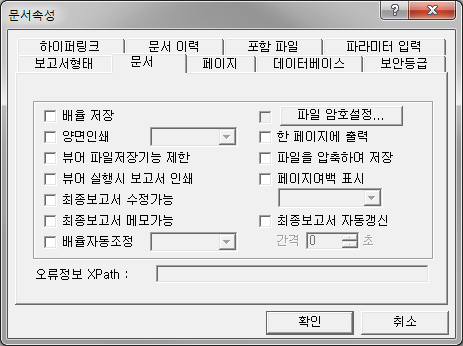 문서속성
하이퍼링크 문서 이력 포함 파일 파라미터 입력
보고서형태 문서 페이지 데이터베이스 보안등급
배율 저장 파일 암호설정...
양면인쇄 한 페이지에 출력
뷰어 파일저장기능 제한 파일을 압축하여 저장
뷰어 실행시 보고서 인쇄 페이지여백 표시
최종보고서 수정가능
최종보고서 메모가능 최종보고서 자동갱신
배율자동조정 간격 0 초
오류정보 XPath :
확인 취소